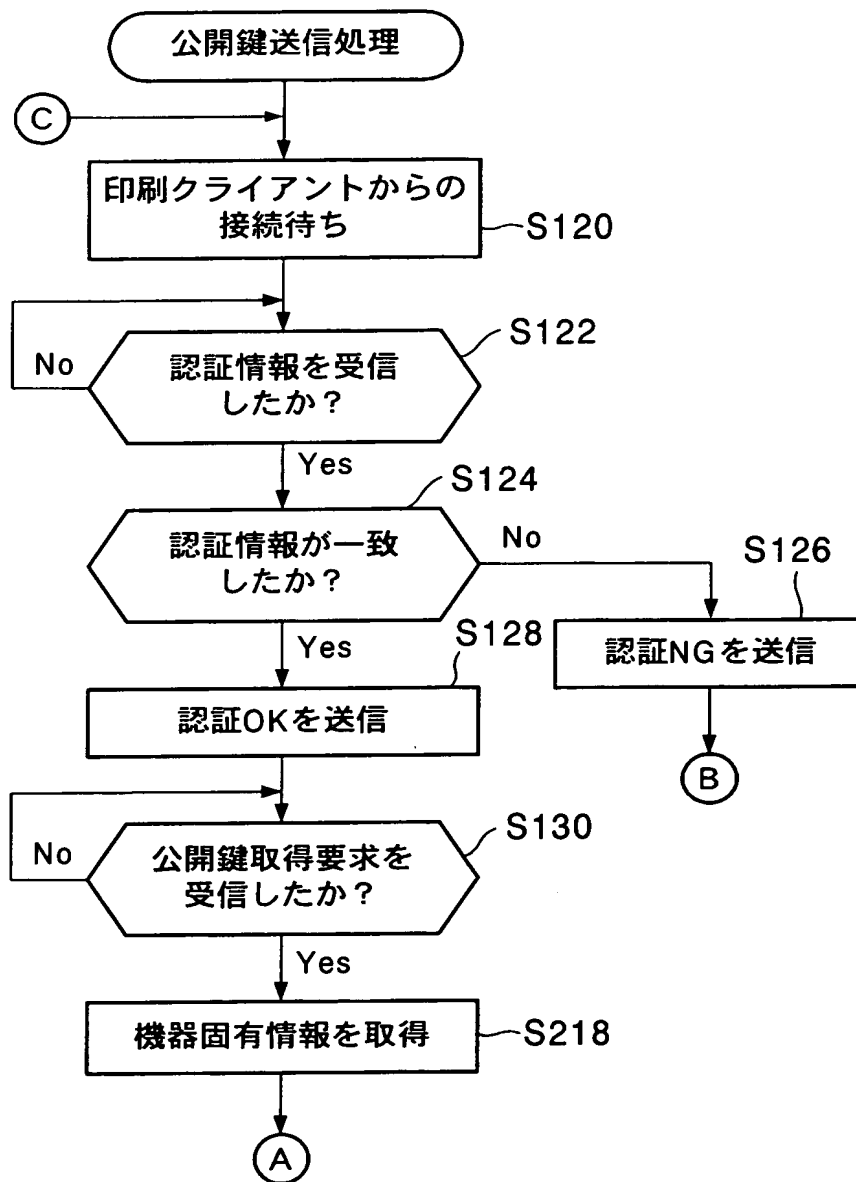 公開鍵送信処理
C
印刷クライアントからの
接続待ち
S120
S122
No
認証情報を受信
したか？
Yes
S124
認証情報が一致
したか？
No
S126
Yes
S128
認証NGを送信
認証OKを送信
B
S130
No
公開鍵取得要求を
受信したか？
Yes
機器固有情報を取得
S218
A